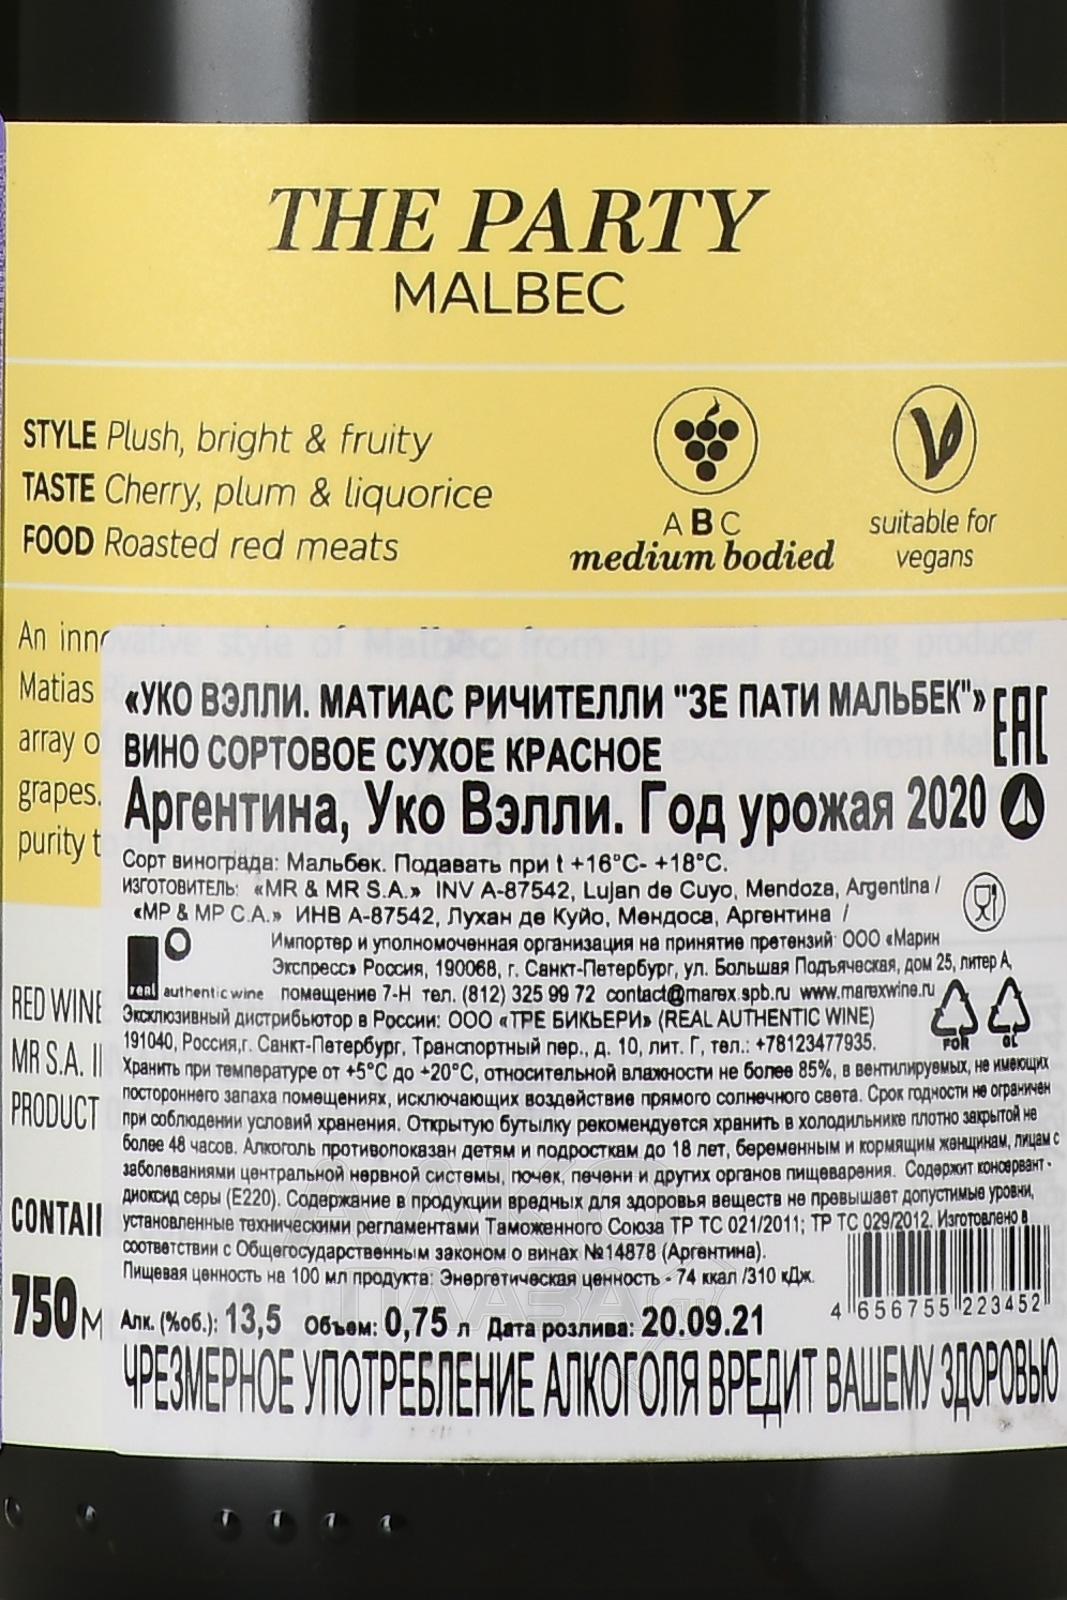 THE PARTY
MALBEC
STYLE Plush, bright & fruity
TASTE Cherry, plum & liquorice
FOOD Roasted red meats
A B C
medium bodied
suitable for
vegans
An innovative style of Malbec from up and coming producer
Matias
array o expression from
grapes.
purity t
RED WINE
MR S.A.
PRODUCT
CONTAI
750
«УКО ВЭЛЛИ. МАТИАС РИЧИТЕЛЛИ "ЗЕ ПАТИ МАЛЬБЕК"» EAC
ВИНО СОРТОВОЕ СУХОЕ КРАСНОЕ
Аргентина, Уко Вэлли. Год урожая 2020
Сорт винограда: Мальбек. Подавать при t +16°C- +18°C.
ИЗГОТОВИТЕЛЬ: «MR & MR S.A.» INV A-87542, Lujan de Cuyo, Mendoza, Argentina /
«МР & МР С.А.» ИНВ А-87542, Лухан де Куйо, Мендоса, Аргентина /
Импортер и уполномоченная организация на принятие претензий: ООО «Марин
Экспресс» Россия, 190068, г. Санкт-Петербург, ул. Большая Подъяческая, дом 25, литер А,
real authentic wine помещение 7-Н тел. (812) 325 99 72 contact@marex.spb.ru www.marexwine.ru
Эксклюзивный дистрибьютор в России: ООО «ТРЕ БИКЬЕРИ» (REAL AUTHENTIC WINE)
191040, Россия,г. Санкт-Петербург, Транспортный пер., д. 10, лит. Г, тел.: +78123477935.
FOR GL
Хранить при температуре от +5°C до +20°C, относительной влажности не более 85%, в вентилируемых, не имеющих
постороннего запаха помещениях, исключающих воздействие прямого солнечного света. Срок годности не ограничен
при соблюдении условий хранения. Открытую бутылку рекомендуется хранить в холодильнике плотно закрытой не
более 48 часов. Алкоголь противопоказан детям и подросткам до 18 лет, беременным и кормящим женщинам, лицам с
заболеваниями центральной нервной системы, почек, печени и других органов пищеварения. Содержит консервант -
диоксид серы (Е220). Содержание в продукции вредных для здоровья веществ не превышает допустимые уровни,
установленные техническими регламентами Таможенного Союза ТР ТС 021/2011; ТР ТС 029/2012. Изготовлено в
соответствии с Общегосударственным законом о винах №14878 (Аргентина).
Пищевая ценность на 100 мл продукта: Энергетическая ценность - 74 ккал /310 кДж.
4 656755 223452
Алк. (%об.): 13,5 Объем: 0,75 л Дата розлива: 20.09.21
ЧРЕЗМЕРНОЕ УПОТРЕБЛЕНИЕ АЛКОГОЛЯ ВРЕДИТ ВАШЕМУ ЗДОРОВЬЮ